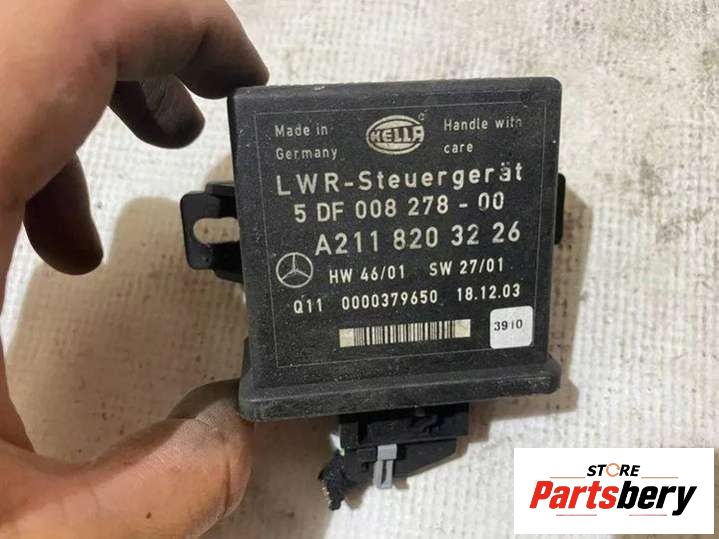 Made in
Germany
HELLA
Handle with
care
LWR-Steuergerät
5 DF 008 278 - 00
A211 820 32 26
HW 46/01 SW 27/01
Q11 0000379650 18.12.03
3910
STORE
Partsbery